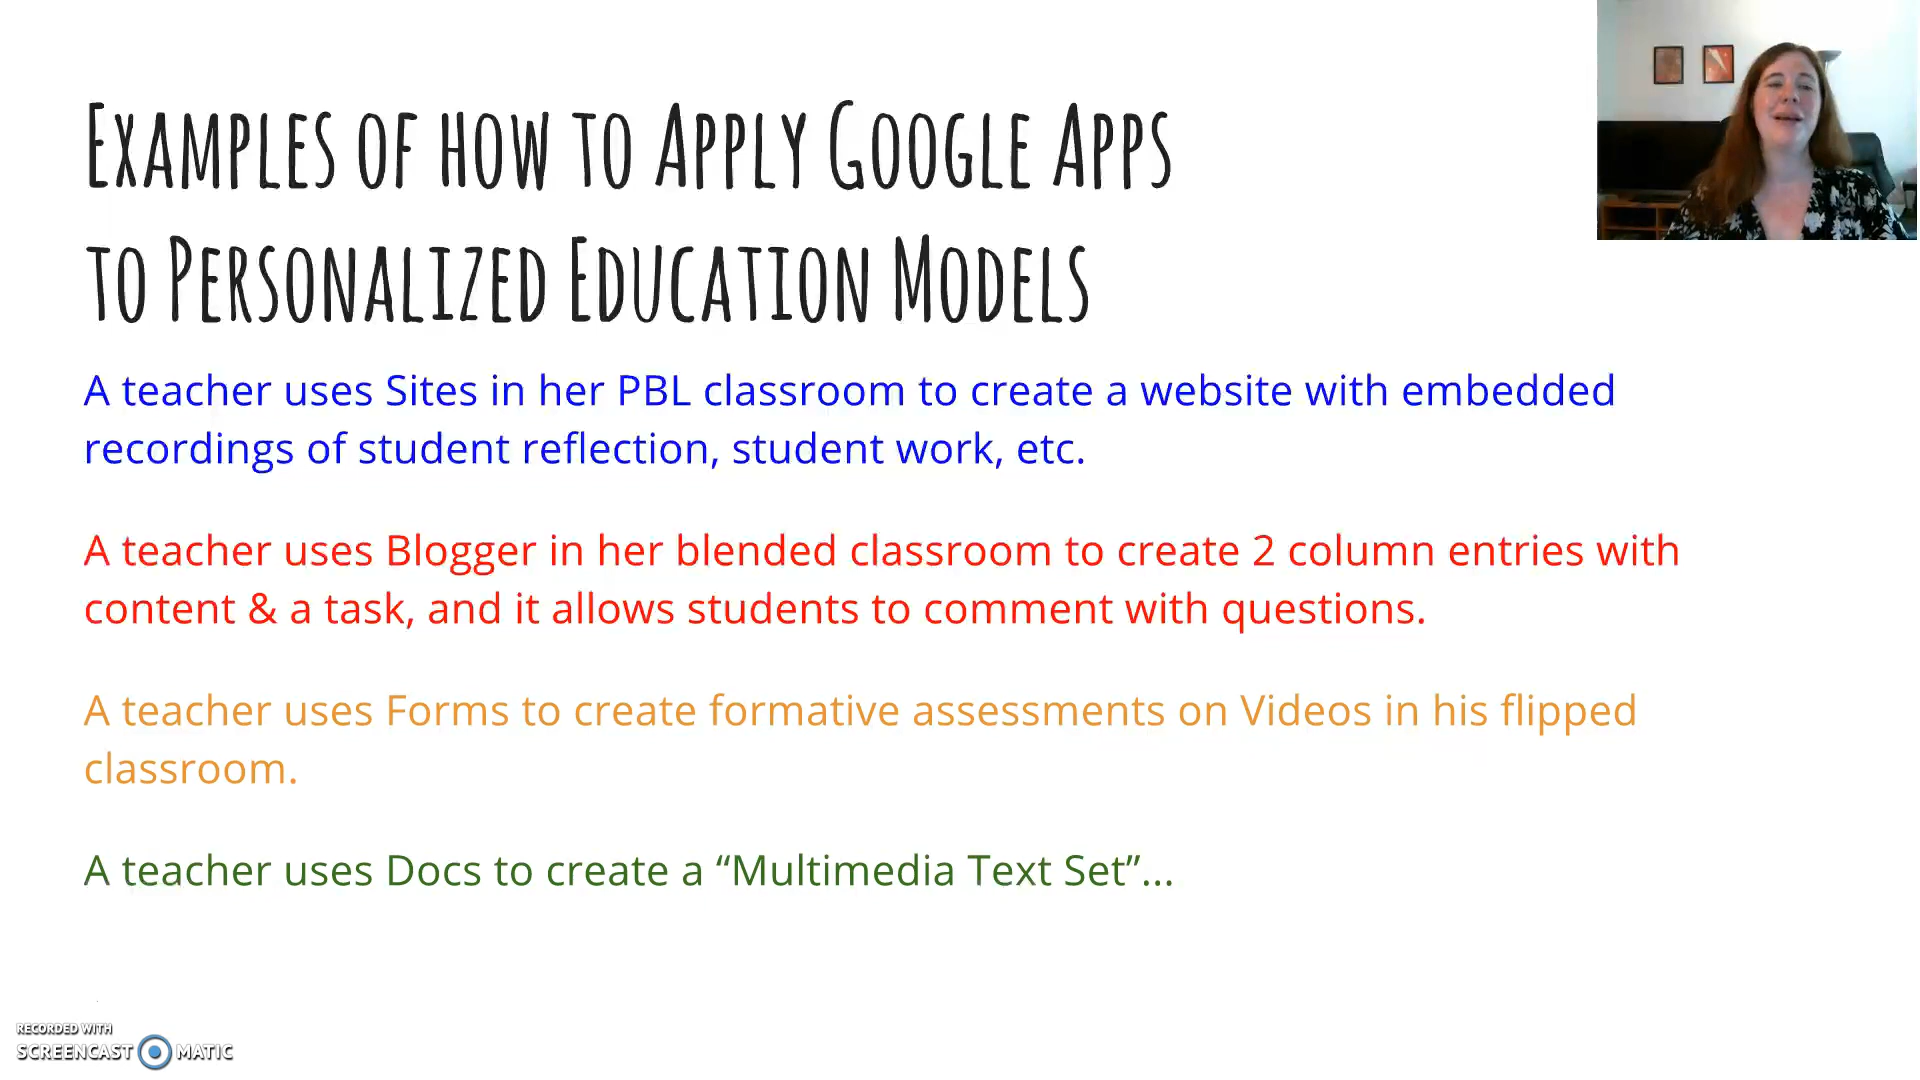 Examples of how to Apply Google Apps
to Personalized Education Models
A teacher uses Sites in her PBL classroom to create a website with embedded
recordings of student reflection, student work, etc.
A teacher uses Blogger in her blended classroom to create 2 column entries with
content & a task, and it allows students to comment with questions.
A teacher uses Forms to create formative assessments on Videos in his flipped
classroom.
A teacher uses Docs to create a “Multimedia Text Set”...
RECORDED WITH
SCREENCAST MATIC